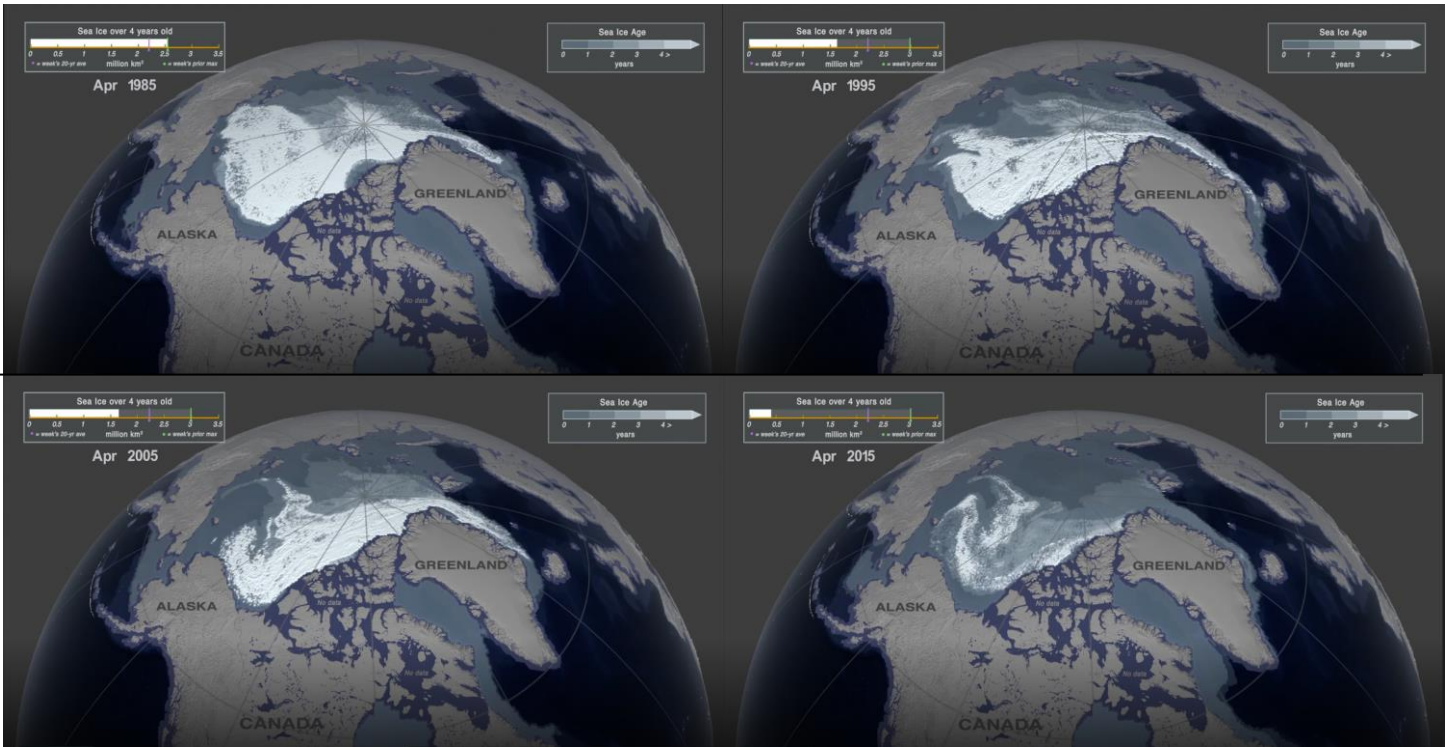 Sea Ice over 4 years old
0 0.5 1 1.5 2 2.5 3 3.5
= week's 20-yr ave million km² = week's prior max
Apr 1985
Sea Ice Age
0 1 2 3 4 >
years
ALASKA
GREENLAND
No data
No data
CANADA
Sea Ice over 4 years old
0 0.5 1 1.5 2 2.5 3 3.5
= week's 20-yr ave million km² = week's prior max
Apr 1995
Sea Ice Age
0 1 2 3 4 >
years
ALASKA
GREENLAND
No data
No data
CANADA
Sea Ice over 4 years old
0 0.5 1 1.5 2 2.5 3 3.5
= week's 20-yr ave million km² = week's prior max
Apr 2005
Sea Ice Age
0 1 2 3 4 >
years
ALASKA
GREENLAND
No data
No data
CANADA
Sea Ice over 4 years old
0 0.5 1 1.5 2 2.5 3 3.5
= week's 20-yr ave million km² = week's prior max
Apr 2015
Sea Ice Age
0 1 2 3 4 >
years
ALASKA
GREENLAND
No data
No data
CANADA